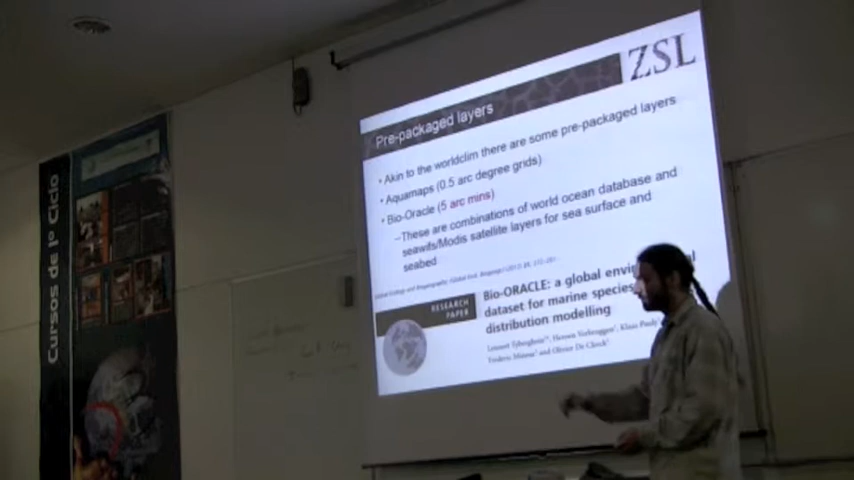 Cursos de 1º Ciclo
ZSL
Pre-packaged layers
• Akin to the worldclim there are some pre-packaged layers
• Aquamaps (0.5 arc degree grids)
• Bio-Oracle (5 arc mins)
–These are combinations of world ocean database and
seawifs/Modis satellite layers for sea surface and
seabed
RESEARCH
PAPER
Bio-ORACLE: a global
dataset for marine species
distribution modelling